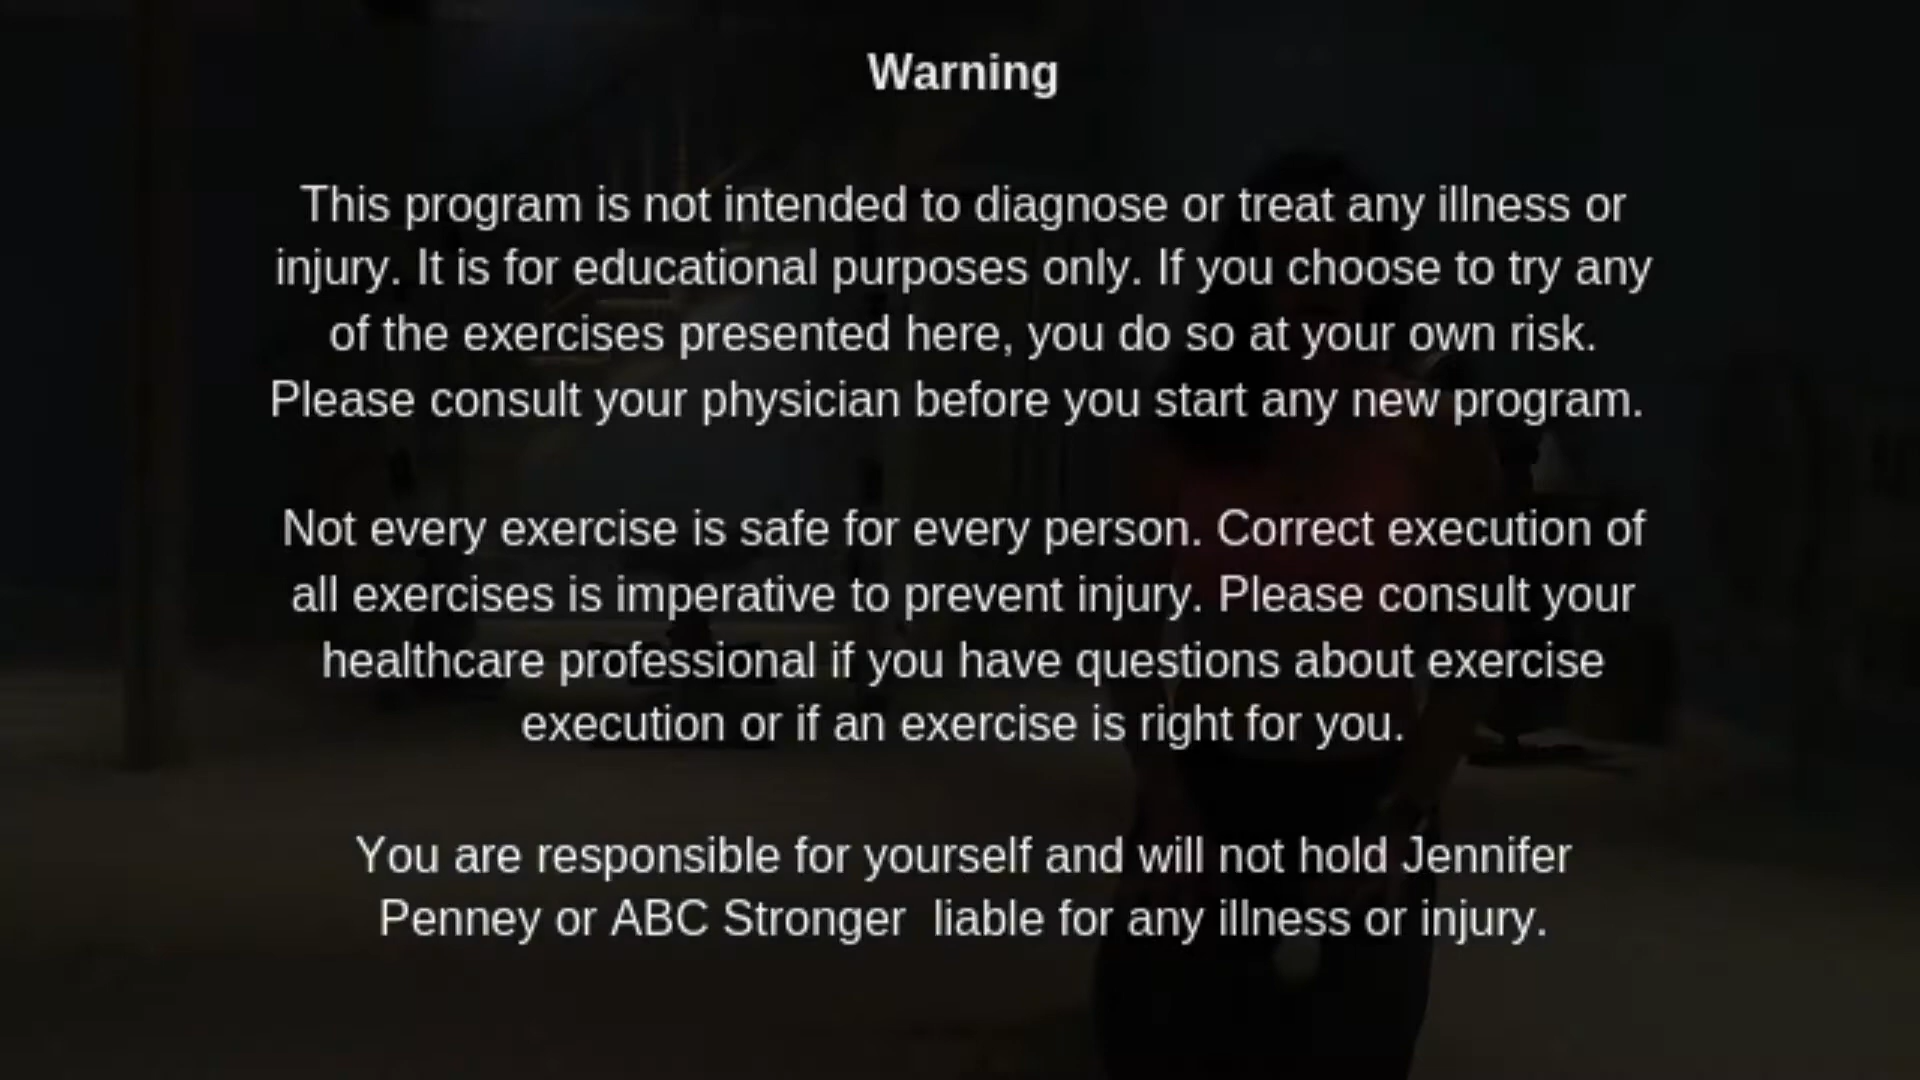 Warning
This program is not intended to diagnose or treat any illness or
injury. It is for educational purposes only. If you choose to try any
of the exercises presented here, you do so at your own risk.
Please consult your physician before you start any new program.
Not every exercise is safe for every person. Correct execution of
all exercises is imperative to prevent injury. Please consult your
healthcare professional if you have questions about exercise
execution or if an exercise is right for you.
You are responsible for yourself and will not hold Jennifer
Penney or ABC Stronger  liable for any illness or injury.